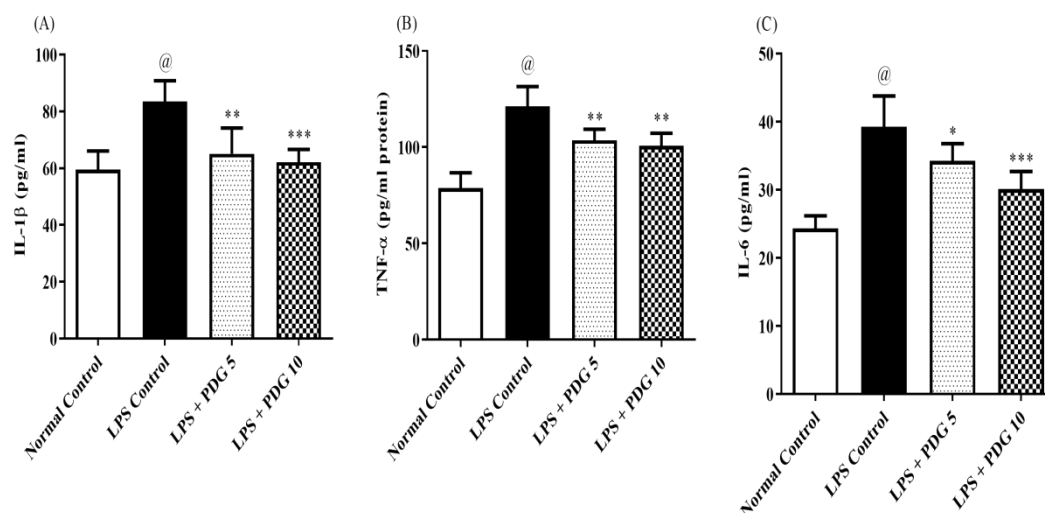 (A)
IL-1β (pg/ml)
100
80
60
40
20
0
@
**
***
Normal Control
LPS Control
LPS + PDG 5
LPS + PDG 10
(B)
TNF-α (pg/ml protein)
150
100
50
0
@
**
**
Normal Control
LPS Control
LPS + PDG 5
LPS + PDG 10
(C)
IL-6 (pg/ml)
50
40
30
20
10
0
@
*
***
Normal Control
LPS Control
LPS + PDG 5
LPS + PDG 10